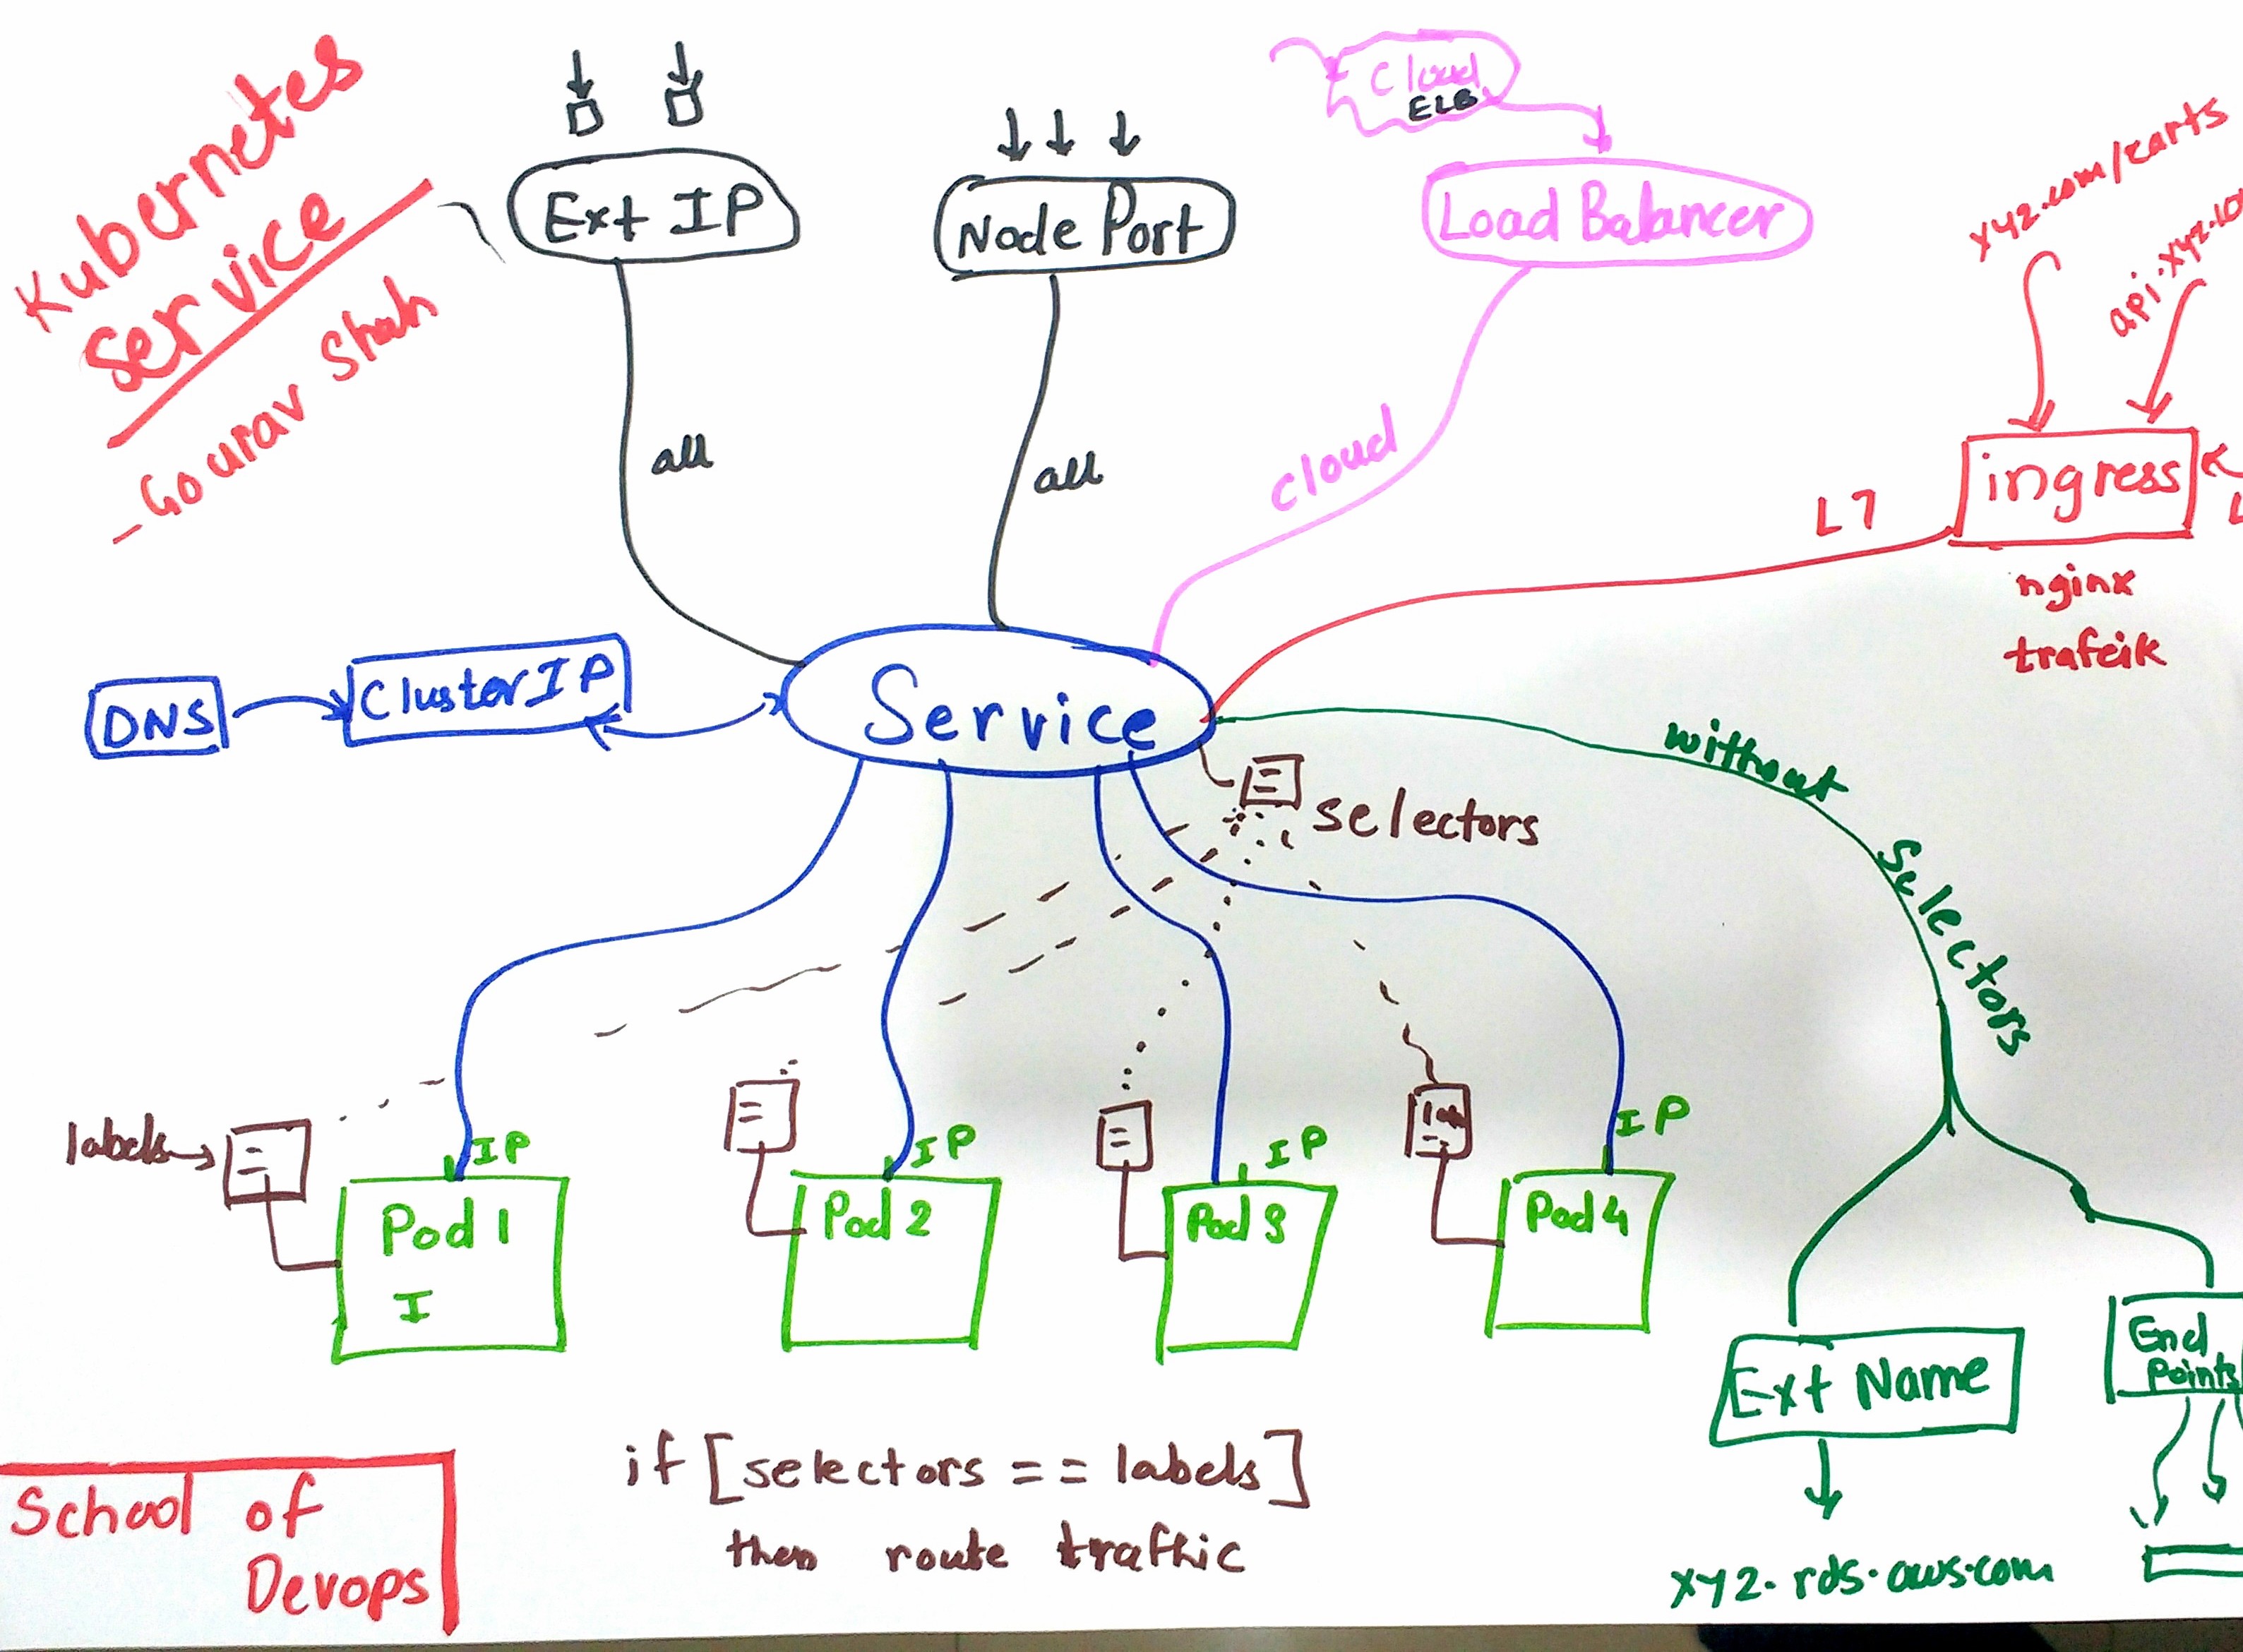 Kubernetes
Service
- Gourav Shah
Ext IP
Node Port
Cloud
ELB
Load Balancer
xyz.com/carts
api.xyz.
all
all
cloud
L7
ingress
nginx
trafeik
DNS
ClusterIP
Service
without
Selectors
selectors
labels
IP
IP
IP
IP
Pod 1
I
Pod 2
Pod 3
Pod 4
Ext Name
End
Points
xyz.rds.aws.com
if [selectors == labels]
then route traffic
School of
Devops